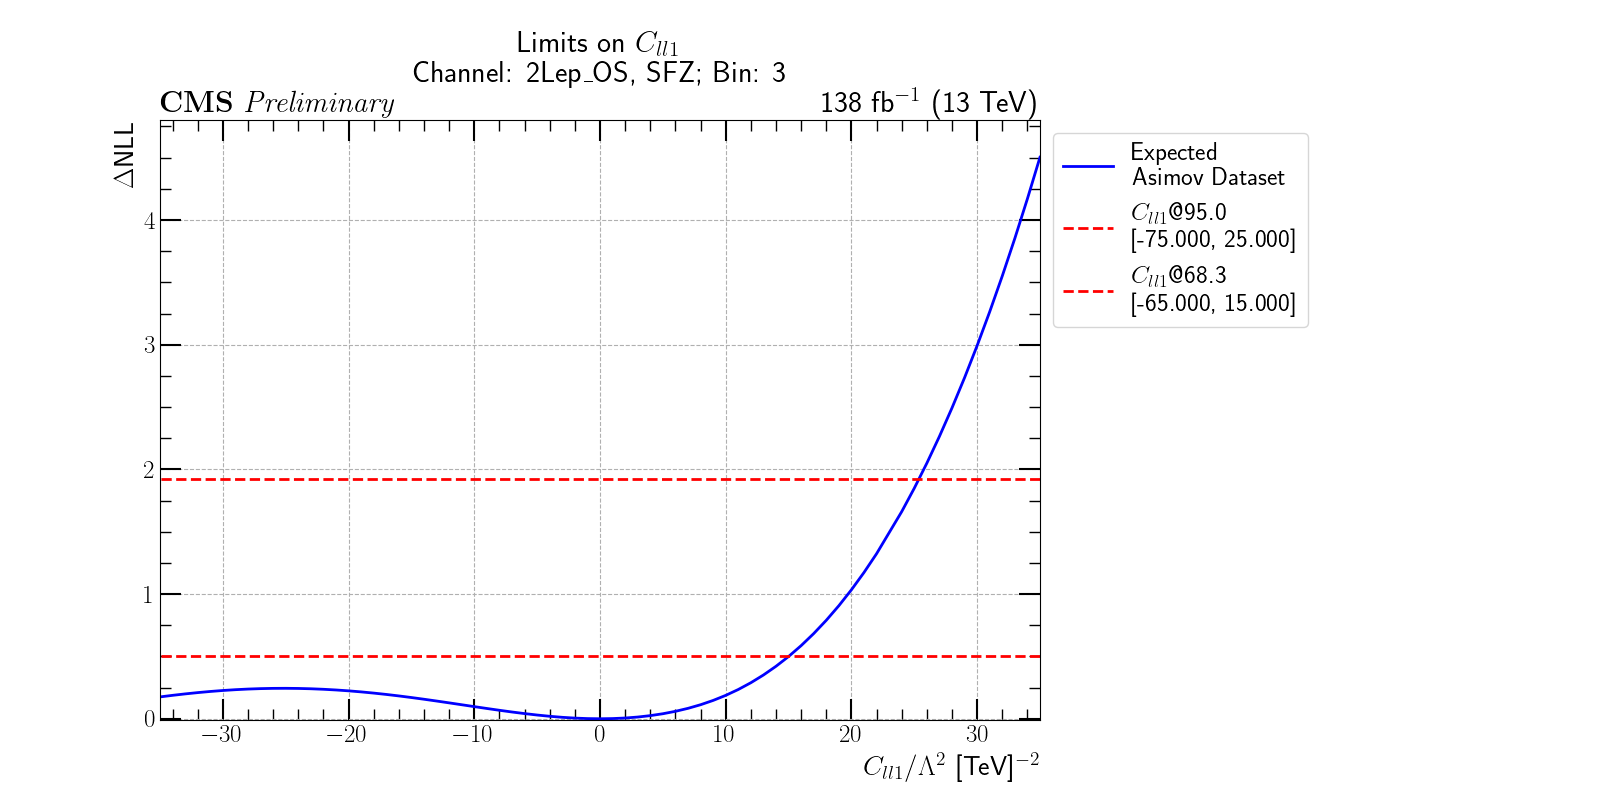 Limits on C_{ll1}
Channel: 2Lep_OS, SFZ; Bin: 3
CMS Preliminary
138 fb^{-1} (13 TeV)
ΔNLL
4
3
2
1
0
−30
−20
−10
0
10
20
30
C_{ll1}/Λ^2 [TeV]^{-2}
Expected
Asimov Dataset
C_{ll1}@95.0
[-75.000, 25.000]
C_{ll1}@68.3
[-65.000, 15.000]